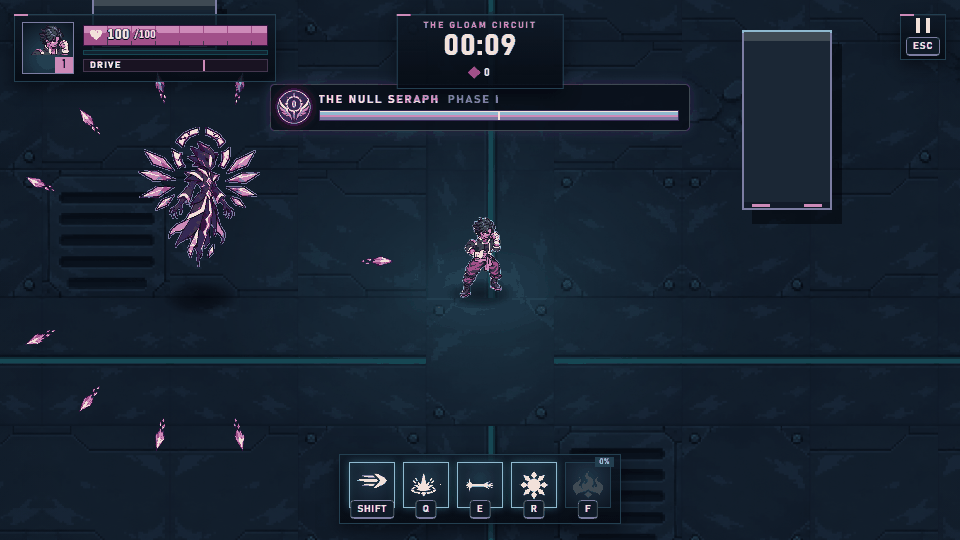 100 /100
1
DRIVE
THE GLOAM CIRCUIT
00:09
0
ESC
THE NULL SERAPH PHASE I
0%
SHIFT
Q
E
R
F